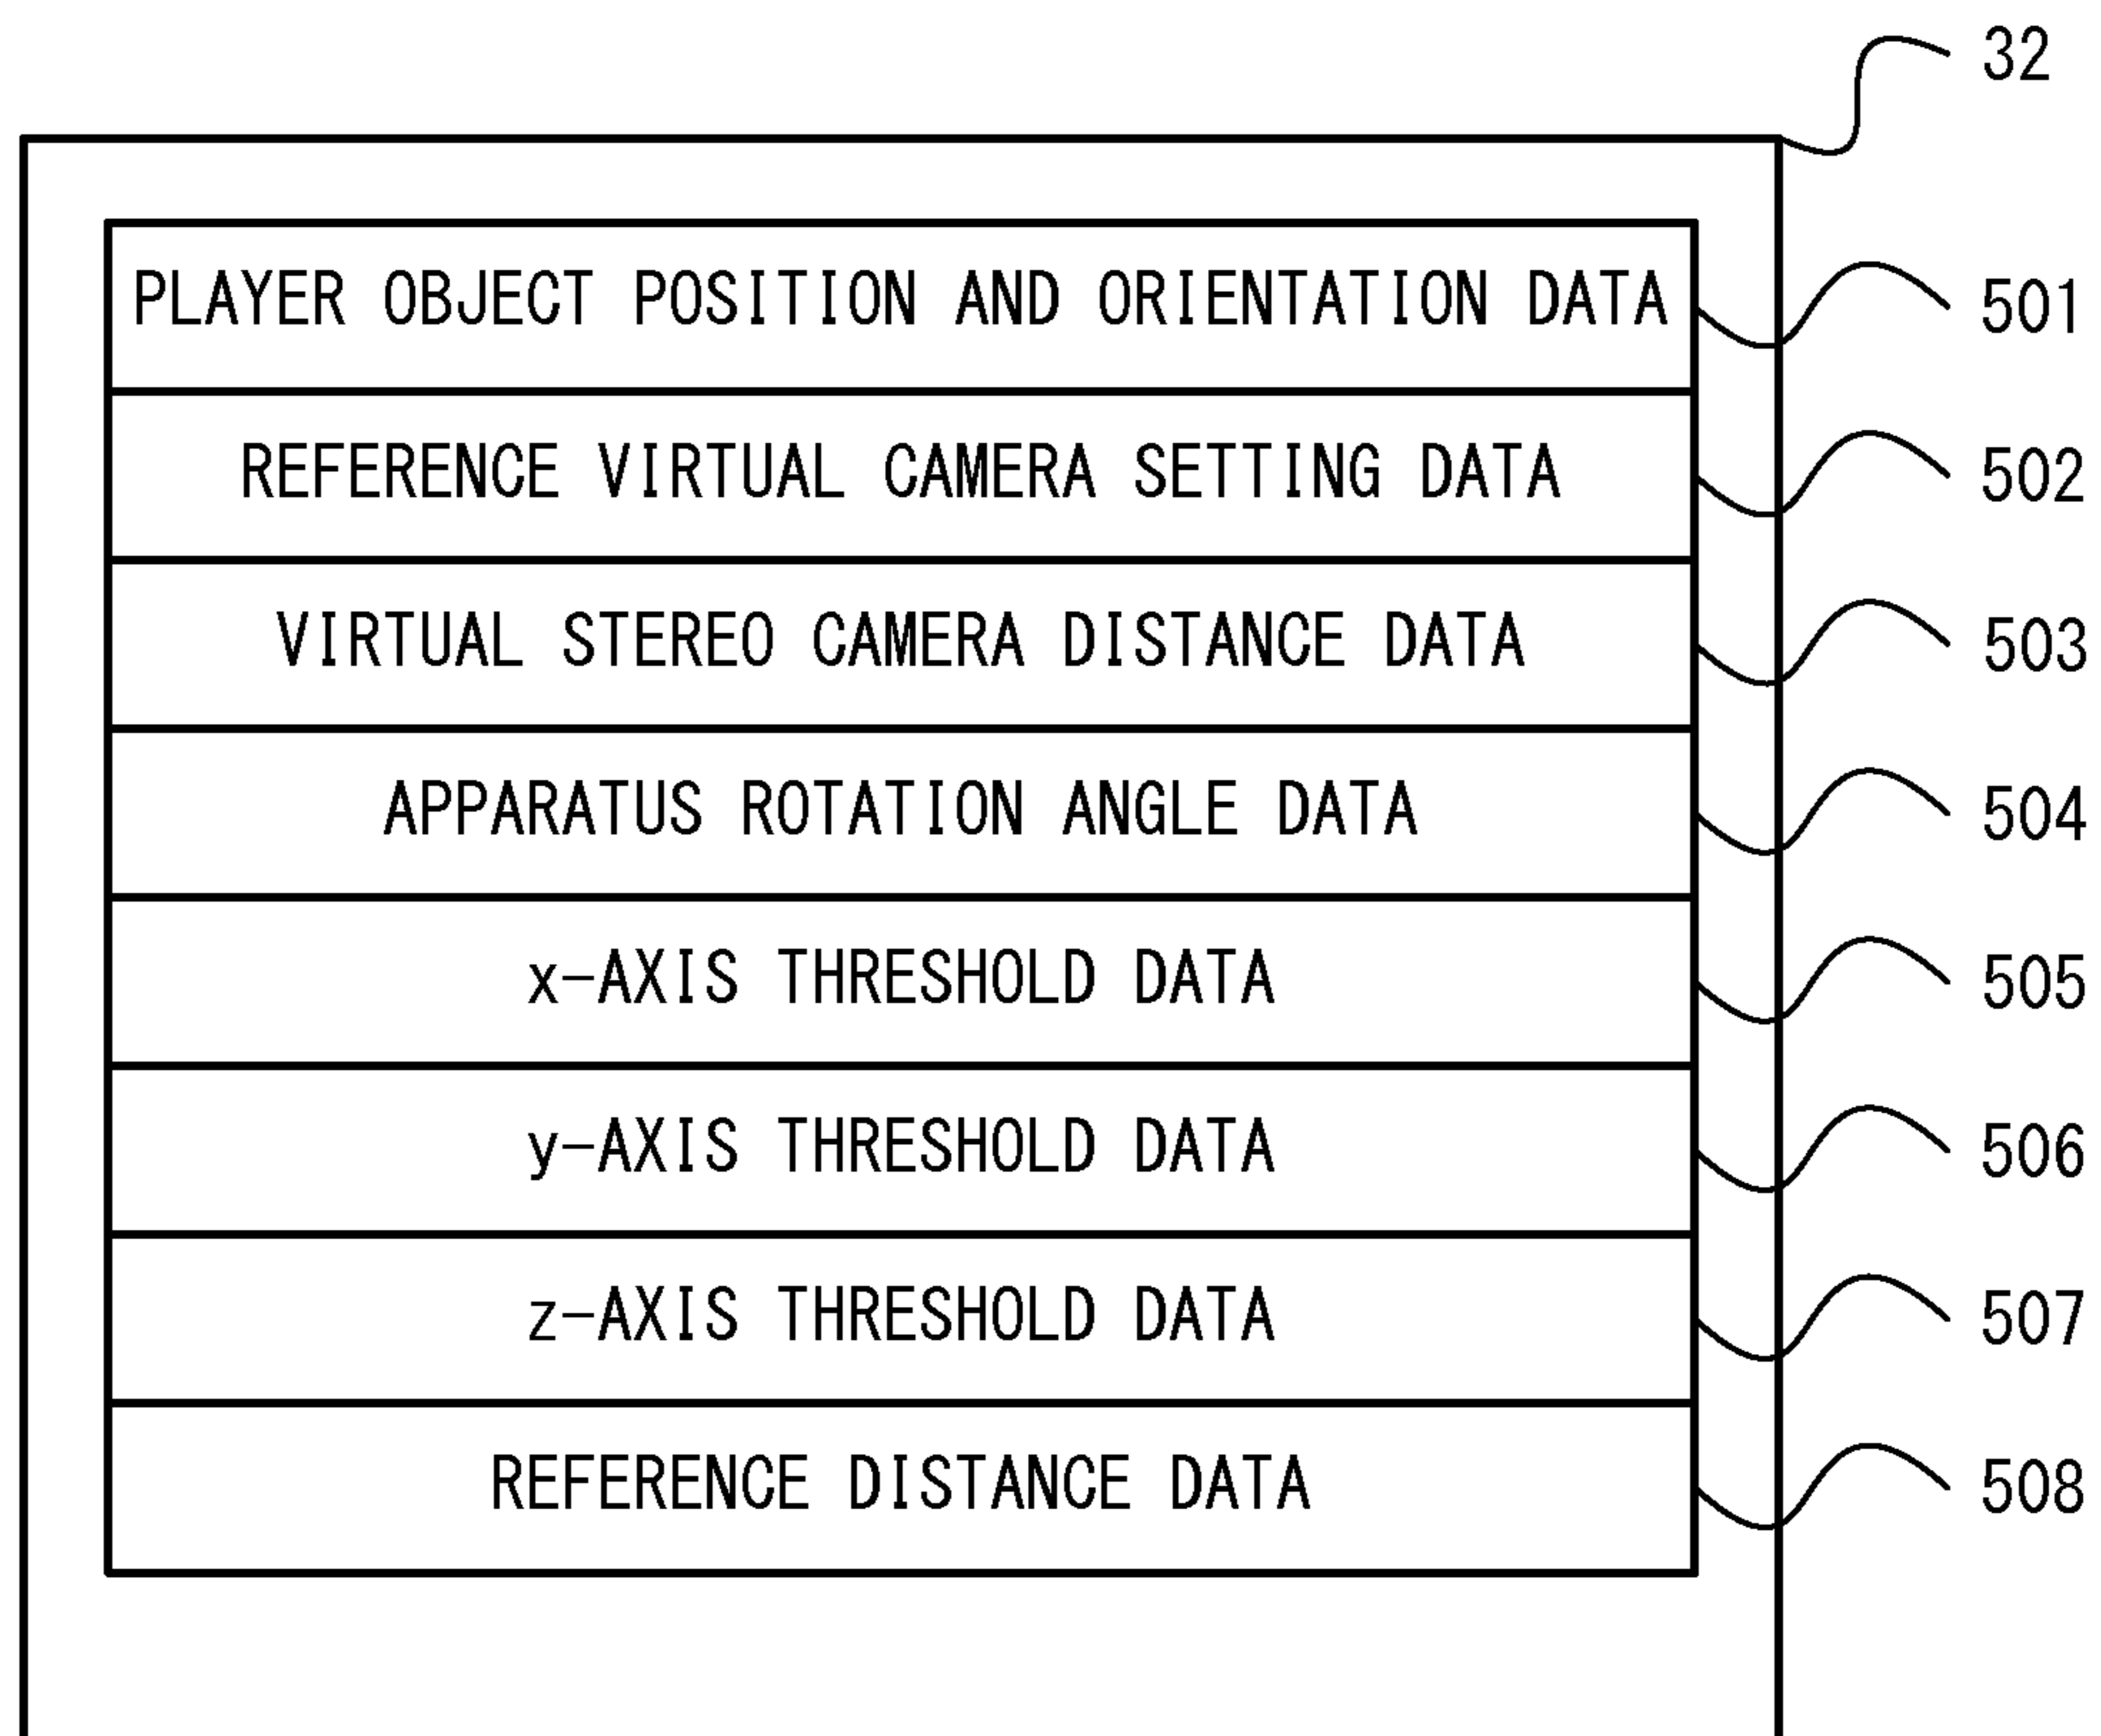 32
PLAYER OBJECT POSITION AND ORIENTATION DATA 501
REFERENCE VIRTUAL CAMERA SETTING DATA 502
VIRTUAL STEREO CAMERA DISTANCE DATA 503
APPARATUS ROTATION ANGLE DATA 504
x-AXIS THRESHOLD DATA 505
y-AXIS THRESHOLD DATA 506
z-AXIS THRESHOLD DATA 507
REFERENCE DISTANCE DATA 508